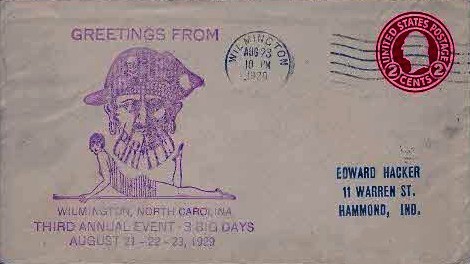 GREETINGS FROM
WILMINGTON, NORTH CAROLINA
THIRD ANNUAL EVENT - 3 BIG DAYS
AUGUST 21 - 22 - 23, 1929
WILMINGTON
AUG 23
10 PM
1929
UNITED STATES POSTAGE
2 CENTS 2
EDWARD HACKER
11 WARREN ST.
HAMMOND, IND.